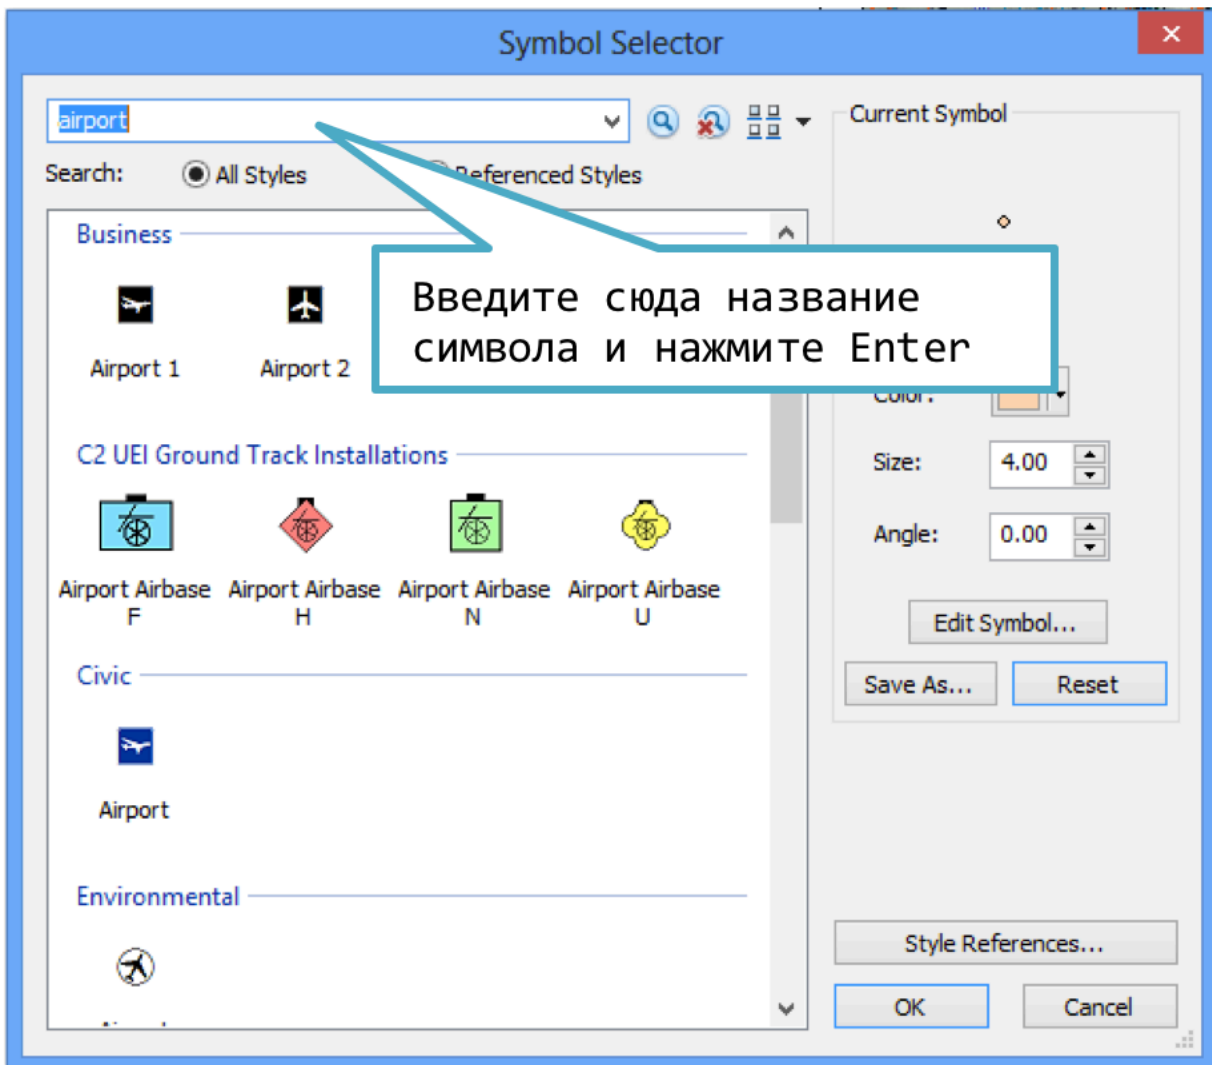 Symbol Selector
airport
Search:
All Styles
Referenced Styles
Business
Airport 1
Airport 2
Введите сюда название
символа и нажмите Enter
C2 UEI Ground Track Installations
Airport Airbase
F
Airport Airbase
H
Airport Airbase
N
Airport Airbase
U
Civic
Airport
Environmental
Current Symbol
Color:
Size:
4.00
Angle:
0.00
Edit Symbol...
Save As...
Reset
Style References...
OK
Cancel